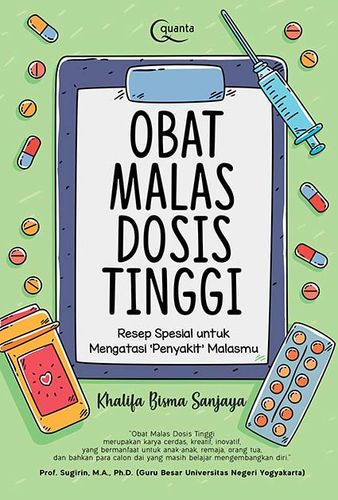 quanta
OBAT
MALAS
DOSIS
TINGGI
Resep Spesial untuk
Mengatasi 'Penyakit' Malasmu
Khalifa Bisma Sanjaya
"Obat Malas Dosis Tinggi
merupakan karya cerdas, kreatif, inovatif,
yang bermanfaat untuk anak-anak, remaja, orang tua,
dan bahkan para calon dai yang masih belajar mengembangkan diri."
Prof. Sugirin, M.A., Ph.D. (Guru Besar Universitas Negeri Yogyakarta)